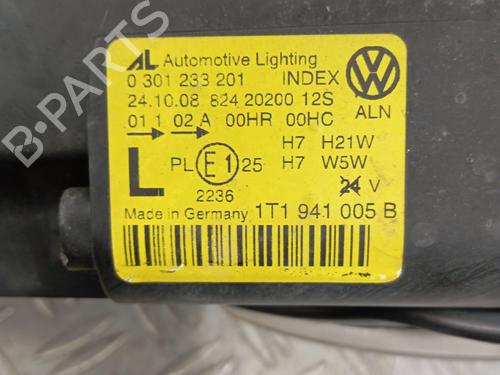 AL Automotive Lighting
0 301 233 201 INDEX
24.10.08 824 20200 12S
ALN
01 1 02 A 00HR 00HC
H7 H21W
L PL E1 25 H7 W5W
2236 24 V
Made in Germany 1T1 941 005 B
B-PARTS